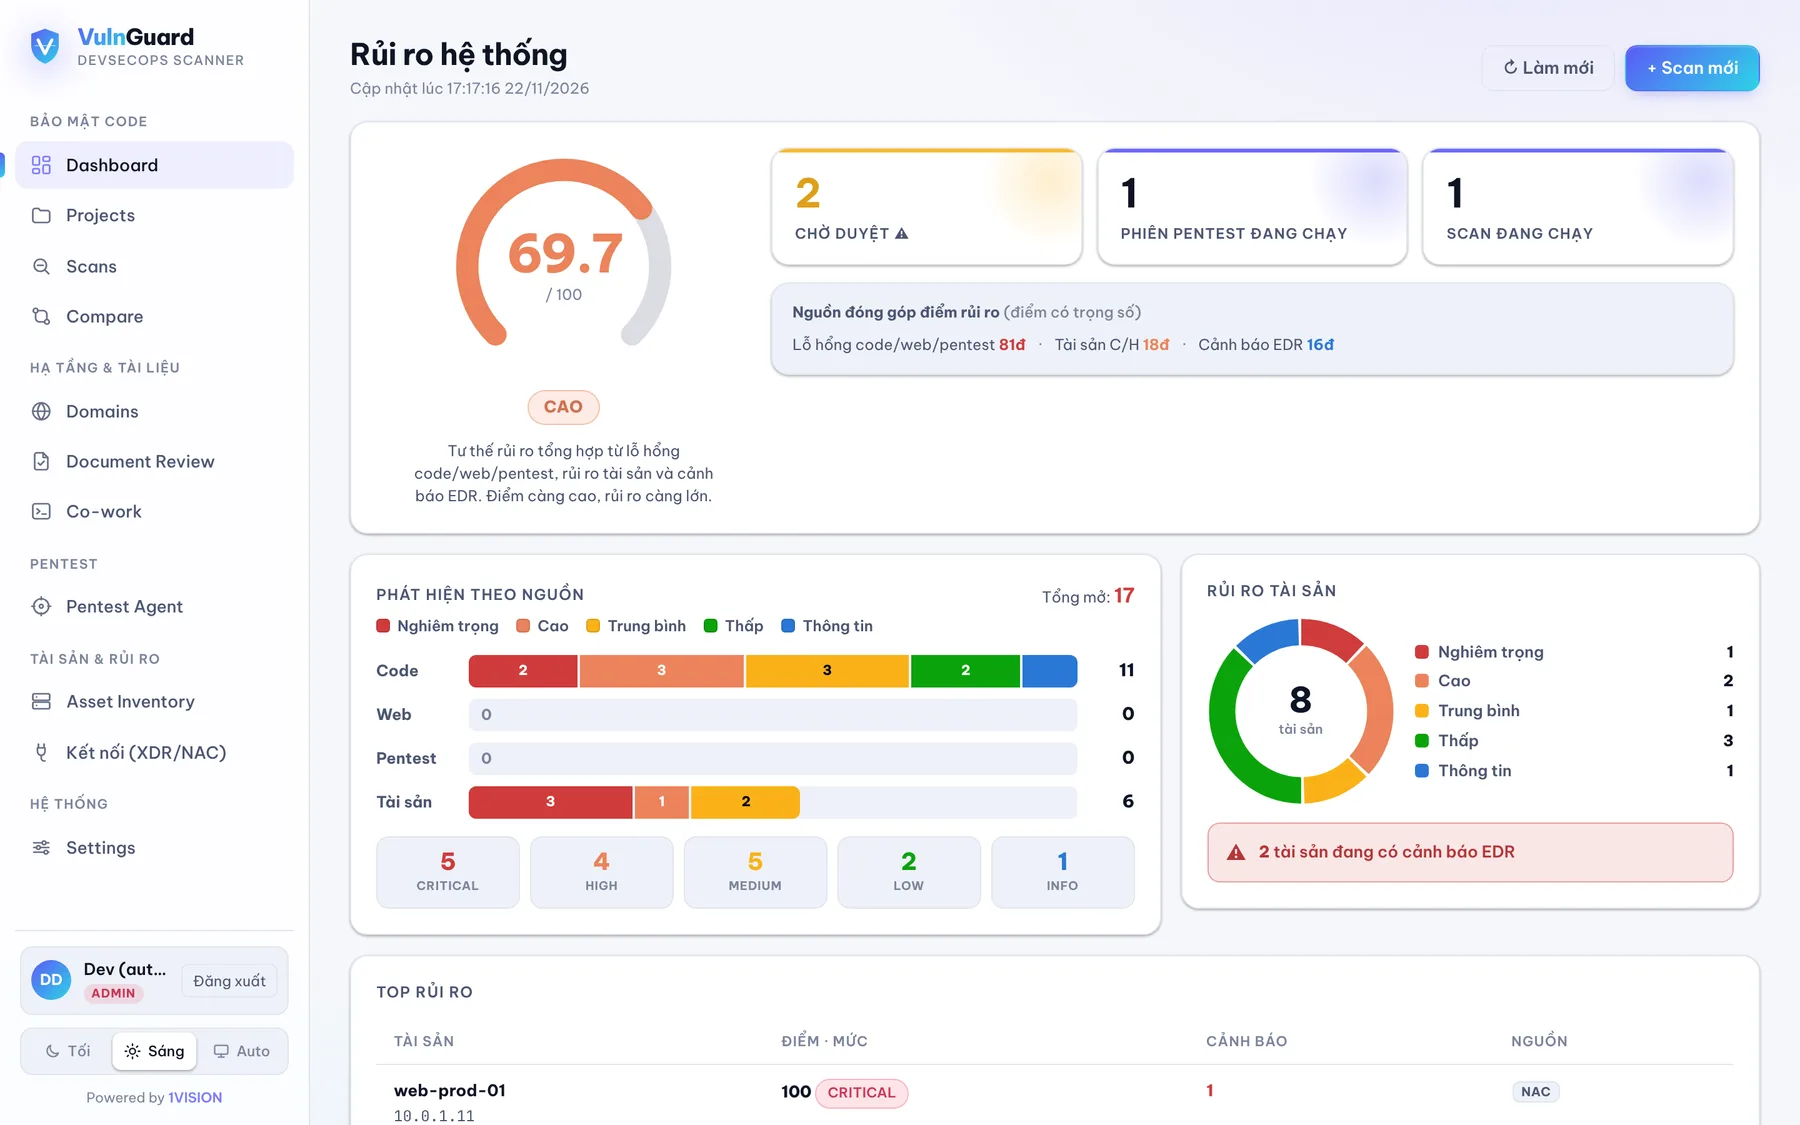 VulnGuard
DEVSECOPS SCANNER
BẢO MẬT CODE
Dashboard
Projects
Scans
Compare
HẠ TẦNG & TÀI LIỆU
Domains
Document Review
Co-work
PENTEST
Pentest Agent
TÀI SẢN & RỦI RO
Asset Inventory
Kết nối (XDR/NAC)
HỆ THỐNG
Settings
DD
Dev (aut...
ADMIN
Đăng xuất
Tối
Sáng
Auto
Powered by 1VISION
Rủi ro hệ thống
Cập nhật lúc 17:17:16 22/11/2026
Làm mới
+ Scan mới
69.7
/ 100
CAO
Tư thế rủi ro tổng hợp từ lỗ hổng
code/web/pentest, rủi ro tài sản và cảnh
báo EDR. Điểm càng cao, rủi ro càng lớn.
2
CHỜ DUYỆT
1
PHIÊN PENTEST ĐANG CHẠY
1
SCAN ĐANG CHẠY
Nguồn đóng góp điểm rủi ro (điểm có trọng số)
Lỗ hổng code/web/pentest 81đ · Tài sản C/H 18đ · Cảnh báo EDR 16đ
PHÁT HIỆN THEO NGUỒN
Tổng mở: 17
Nghiêm trọng Cao Trung bình Thấp Thông tin
Code 2 3 3 2 11
Web 0 0
Pentest 0 0
Tài sản 3 1 2 6
5
CRITICAL
4
HIGH
5
MEDIUM
2
LOW
1
INFO
RỦI RO TÀI SẢN
8
tài sản
Nghiêm trọng 1
Cao 2
Trung bình 1
Thấp 3
Thông tin 1
2 tài sản đang có cảnh báo EDR
TOP RỦI RO
TÀI SẢN ĐIỂM · MỨC CẢNH BÁO NGUỒN
web-prod-01 100 CRITICAL 1 NAC
10.0.1.11